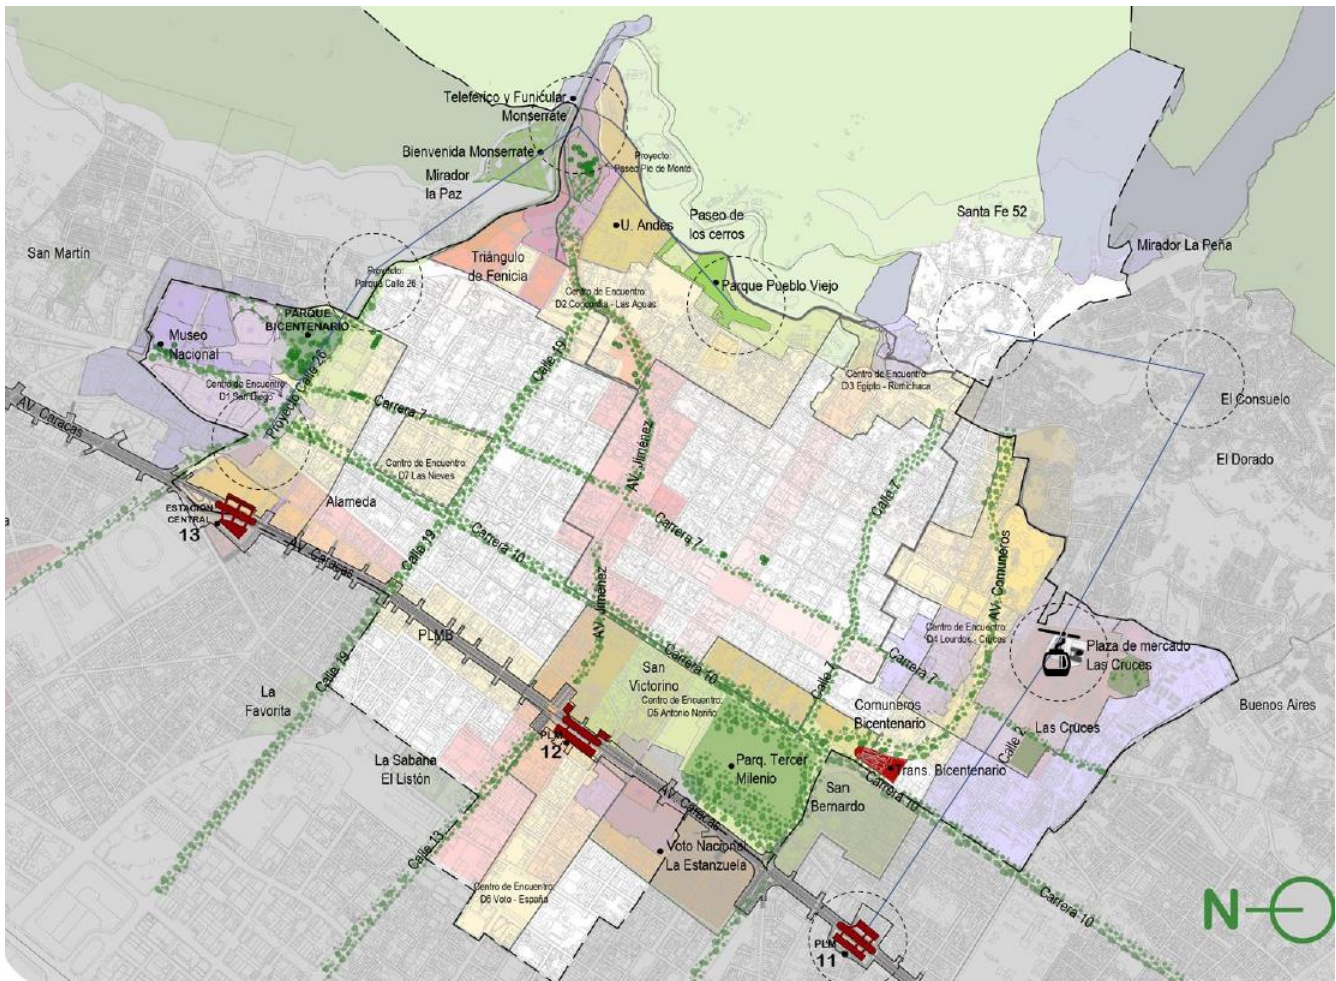 Teleferico y Funicular
Monserrate
Bienvenida Monserrate
Mirador
la Paz
Proyecto:
Paseo Pie de Monte
U. Andes
Paseo de
los cerros
Santa Fe 52
Mirador La Peña
San Martín
Triángulo
de Fenicia
Proyecto:
Parque Calle 26
Centro de Encuentro:
D2 Concordia - Las Aguas
Parque Pueblo Viejo
PARQUE
BICENTENARIO
Museo
Nacional
Centro de Encuentro:
D1 San Diego
Proyecto Calle 26
Calle 19
Centro de Encuentro:
D3 Egipto - Rumichaca
El Consuelo
AV. Caracas
Carrera 7
Centro de Encuentro:
D7 Las Nieves
AV. Jiménez
Calle 7
El Dorado
Alameda
ESTACIÓN
CENTRAL
13
AV. Caracas
Calle 19
Carrera 10
Carrera 7
AV. Comuneros
Centro de Encuentro:
D4 Lourdes - Cruces
PLMB
AV. Jiménez
Plaza de mercado
Las Cruces
San
Victorino
Carrera 10
Calle 7
Carrera 7
La
Favorita
Calle 19
Centro de Encuentro:
D5 Antonio Nariño
Comuneros
Bicentenario
Las Cruces
Calle 2
Buenos Aires
PLM
12
La Sabana
El Listón
Parq. Tercer
Milenio
Trans. Bicentenario
San
Bernardo
Carrera 10
AV. Caracas
Calle 13
Voto Nacional
La Estanzuela
Centro de Encuentro:
D6 Voto - España
Carrera 10
N
PLM
11